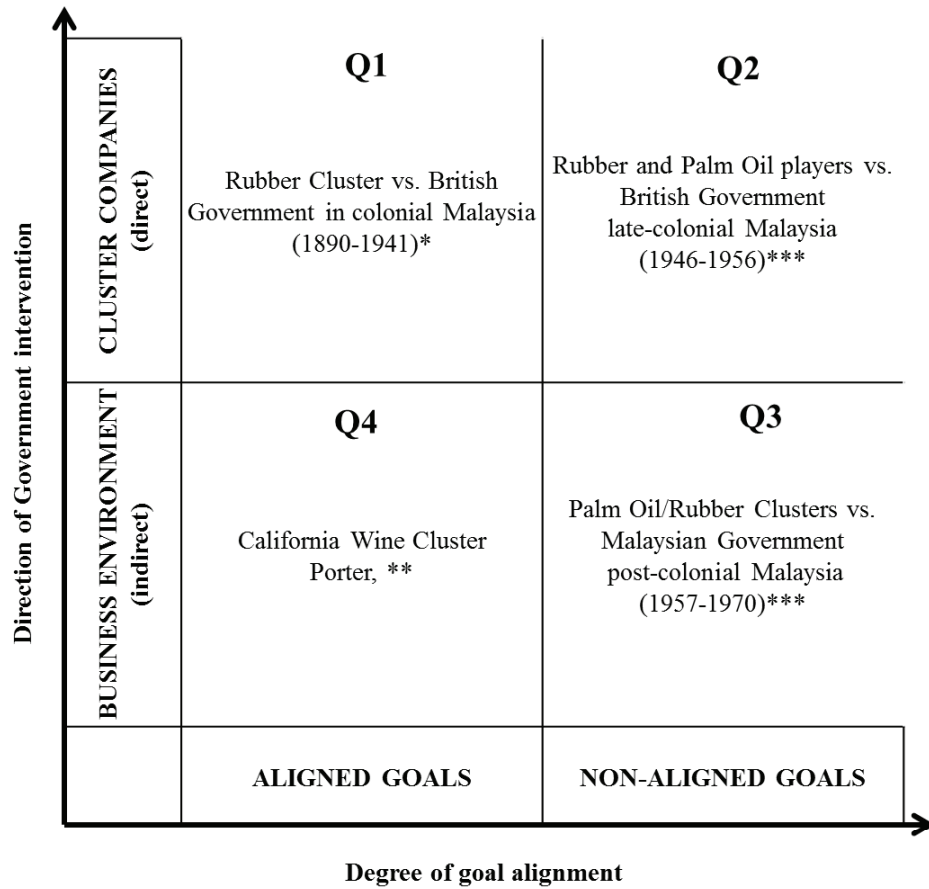 Direction of Government intervention
CLUSTER COMPANIES
(direct)
Q1
Rubber Cluster vs. British
Government in colonial Malaysia
(1890-1941)*
Q2
Rubber and Palm Oil players vs.
British Government
late-colonial Malaysia
(1946-1956)***
BUSINESS ENVIRONMENT
(indirect)
Q4
California Wine Cluster
Porter, **
Q3
Palm Oil/Rubber Clusters vs.
Malaysian Government
post-colonial Malaysia
(1957-1970)***
ALIGNED GOALS
NON-ALIGNED GOALS
Degree of goal alignment